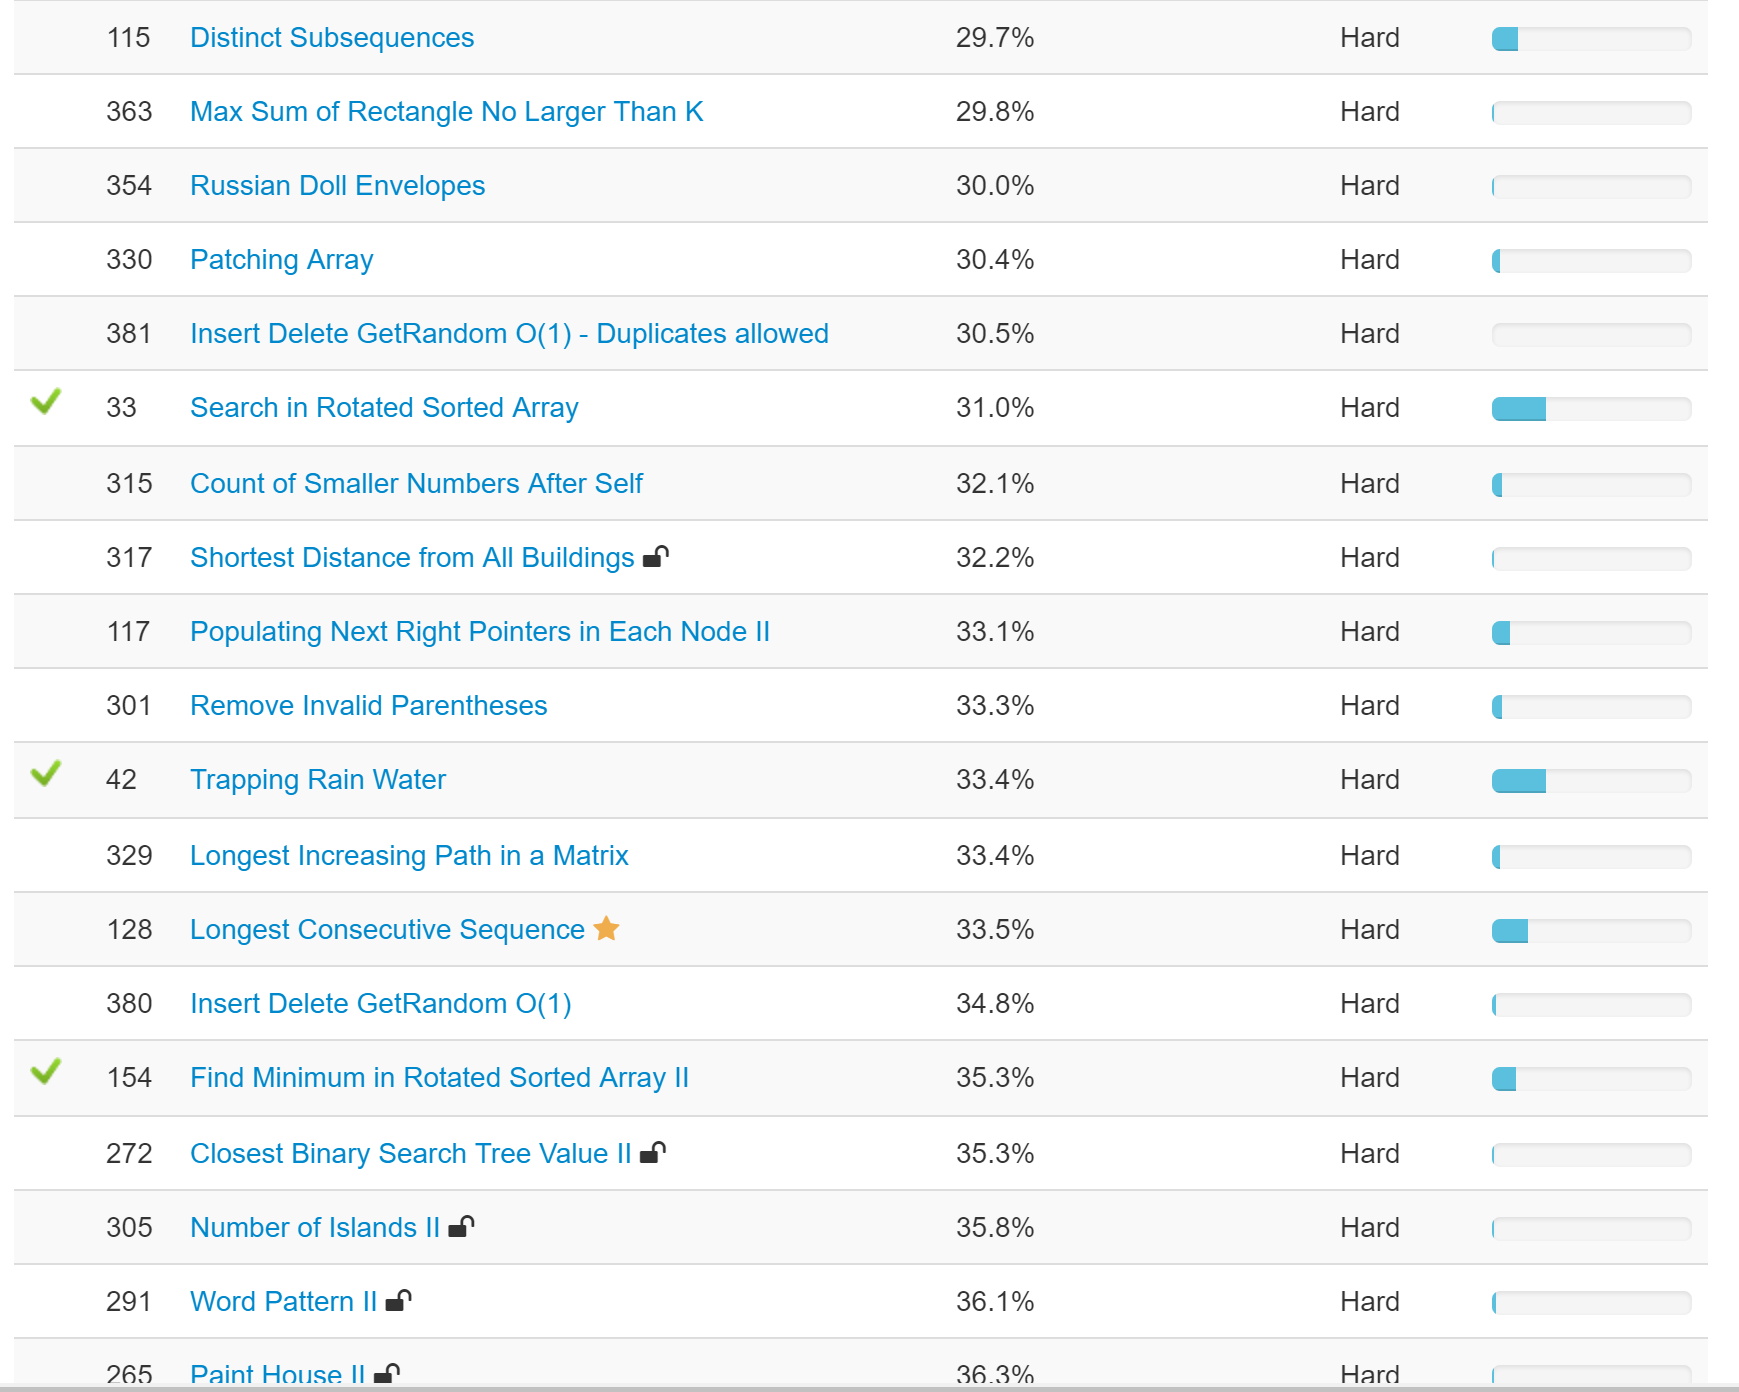 115 Distinct Subsequences 29.7% Hard
363 Max Sum of Rectangle No Larger Than K 29.8% Hard
354 Russian Doll Envelopes 30.0% Hard
330 Patching Array 30.4% Hard
381 Insert Delete GetRandom O(1) - Duplicates allowed 30.5% Hard
33 Search in Rotated Sorted Array 31.0% Hard
315 Count of Smaller Numbers After Self 32.1% Hard
317 Shortest Distance from All Buildings 32.2% Hard
117 Populating Next Right Pointers in Each Node II 33.1% Hard
301 Remove Invalid Parentheses 33.3% Hard
42 Trapping Rain Water 33.4% Hard
329 Longest Increasing Path in a Matrix 33.4% Hard
128 Longest Consecutive Sequence 33.5% Hard
380 Insert Delete GetRandom O(1) 34.8% Hard
154 Find Minimum in Rotated Sorted Array II 35.3% Hard
272 Closest Binary Search Tree Value II 35.3% Hard
305 Number of Islands II 35.8% Hard
291 Word Pattern II 36.1% Hard
265 Paint House II 36.3% Hard